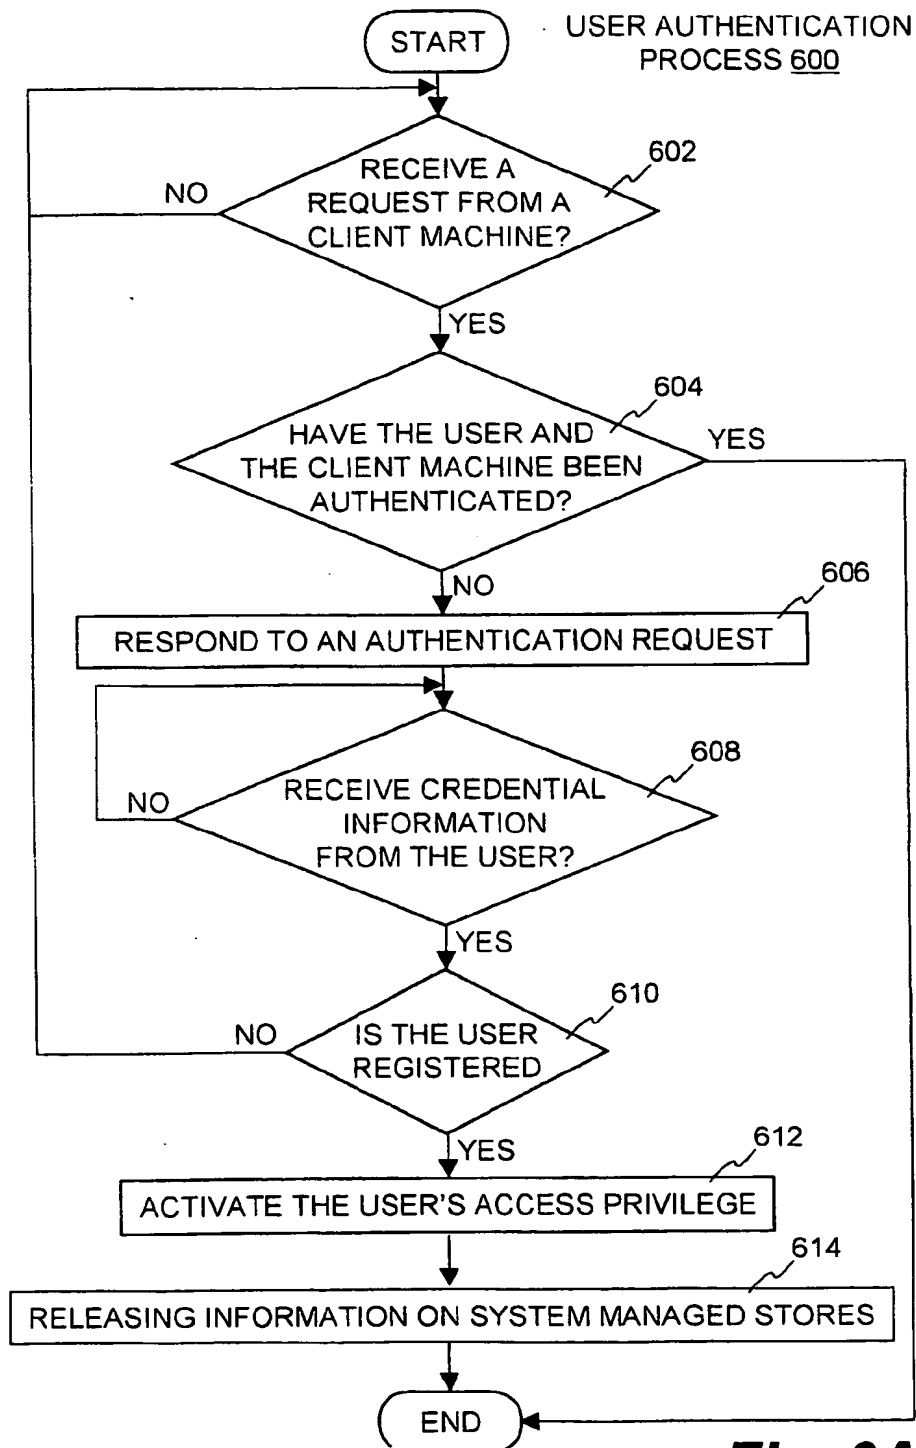 START
USER AUTHENTICATION
PROCESS 600
602
RECEIVE A
REQUEST FROM A
CLIENT MACHINE?
NO
YES
604
HAVE THE USER AND
THE CLIENT MACHINE BEEN
AUTHENTICATED?
YES
NO
606
RESPOND TO AN AUTHENTICATION REQUEST
608
RECEIVE CREDENTIAL
INFORMATION
FROM THE USER?
NO
YES
610
IS THE USER
REGISTERED
NO
YES
612
ACTIVATE THE USER'S ACCESS PRIVILEGE
614
RELEASING INFORMATION ON SYSTEM MANAGED STORES
END